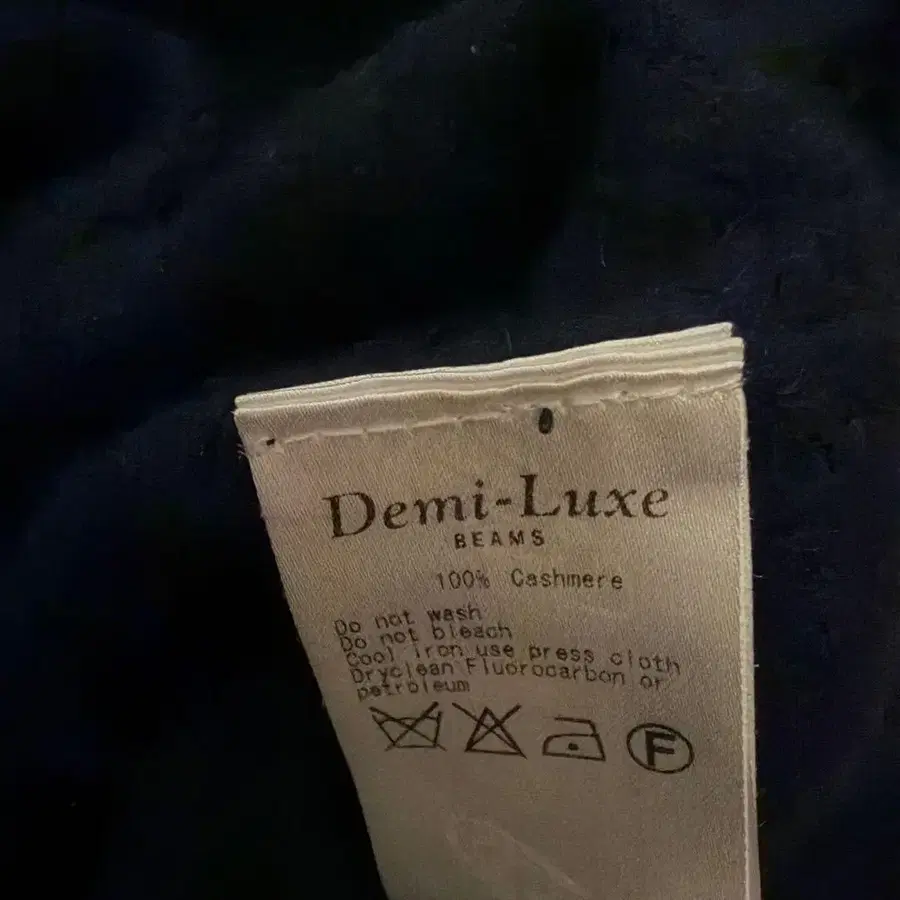 Demi-Luxe
BEAMS
100% Cashmere
Do not wash
Do not bleach
Cool iron use press cloth
Dryclean Fluorocarbon or
petroleum
F